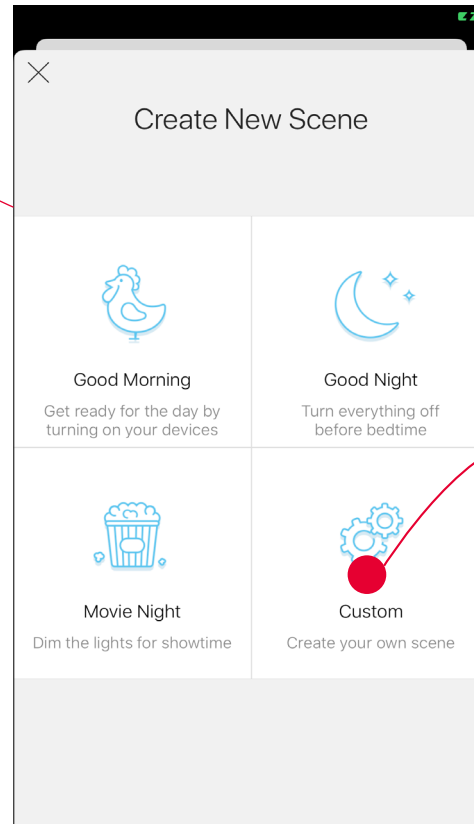 Create New Scene
Good Morning
Get ready for the day by
turning on your devices
Good Night
Turn everything off
before bedtime
Movie Night
Dim the lights for showtime
Custom
Create your own scene